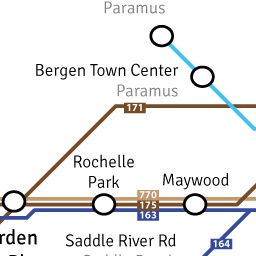 Paramus
Bergen Town Center
Paramus
171
Rochelle
Park
Maywood
770
175
163
rden
Saddle River Rd
164